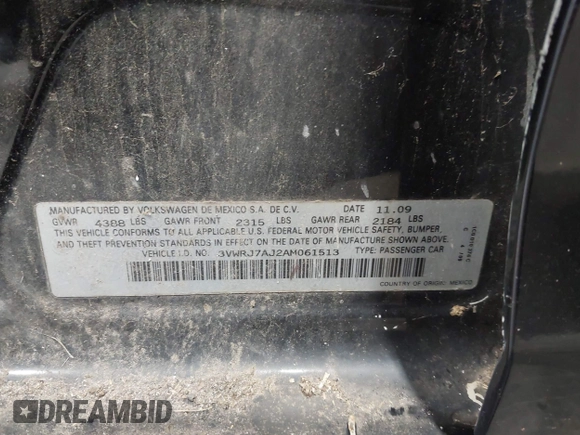 MANUFACTURED BY VOLKSWAGEN DE MEXICO S.A. DE C.V. DATE 11.09
GVWR 4388 LBS GAWR FRONT 2315 LBS GAWR REAR 2184 LBS
THIS VEHICLE CONFORMS TO ALL APPLICABLE U.S. FEDERAL MOTOR VEHICLE SAFETY, BUMPER,
AND THEFT PREVENTION STANDARDS IN EFFECT ON THE DATE OF MANUFACTURE SHOWN ABOVE.
VEHICLE I.D. NO. 3VWRJ7AJ2AM061513 TYPE: PASSENGER CAR
COUNTRY OF ORIGIN: MEXICO
DREAMBID